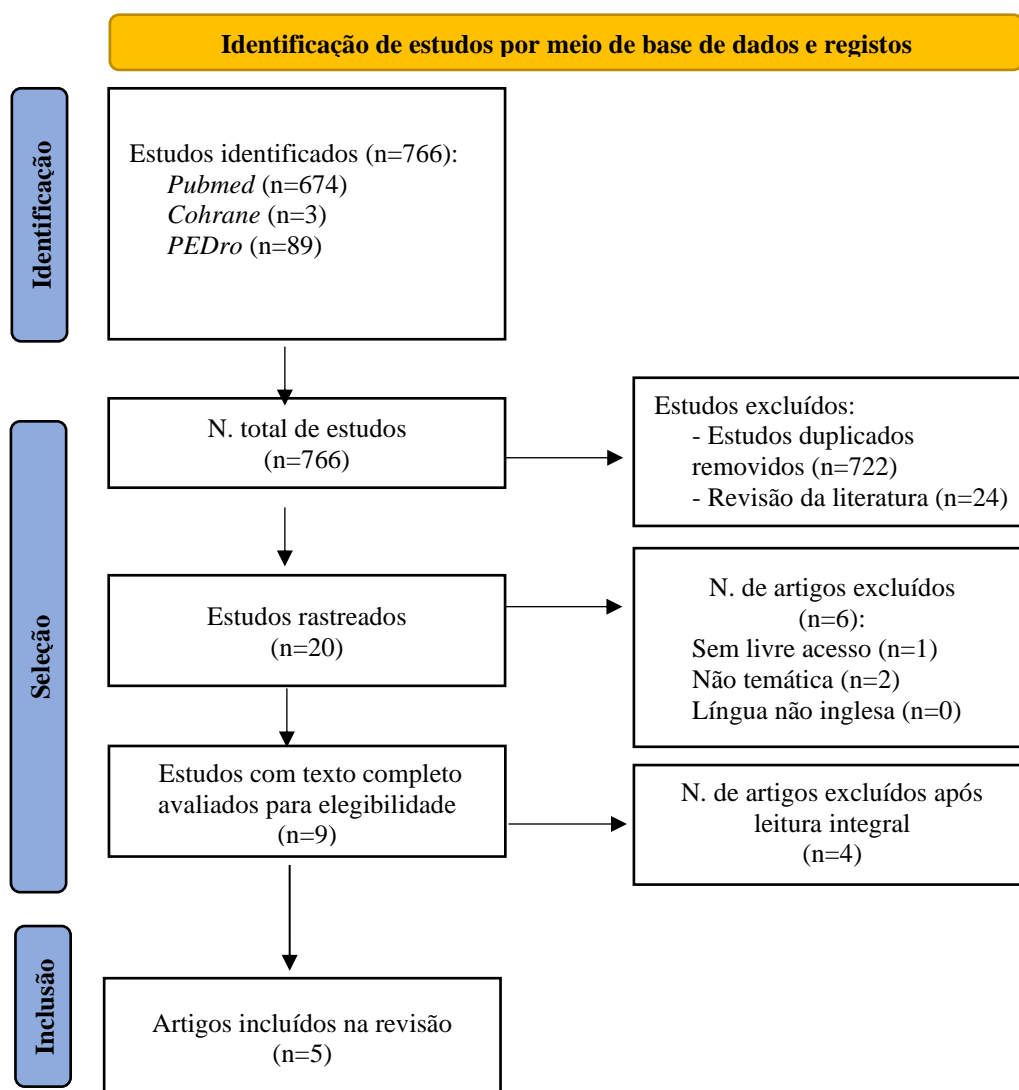 Identificação de estudos por meio de base de dados e registos
Identificação
Estudos identificados (n=766):
Pubmed (n=674)
Cohrane (n=3)
PEDro (n=89)
Seleção
N. total de estudos
(n=766)
Estudos excluídos:
- Estudos duplicados
removidos (n=722)
- Revisão da literatura (n=24)
Estudos rastreados
(n=20)
N. de artigos excluídos
(n=6):
Sem livre acesso (n=1)
Não temática (n=2)
Língua não inglesa (n=0)
Estudos com texto completo
avaliados para elegibilidade
(n=9)
N. de artigos excluídos após
leitura integral
(n=4)
Inclusão
Artigos incluídos na revisão
(n=5)